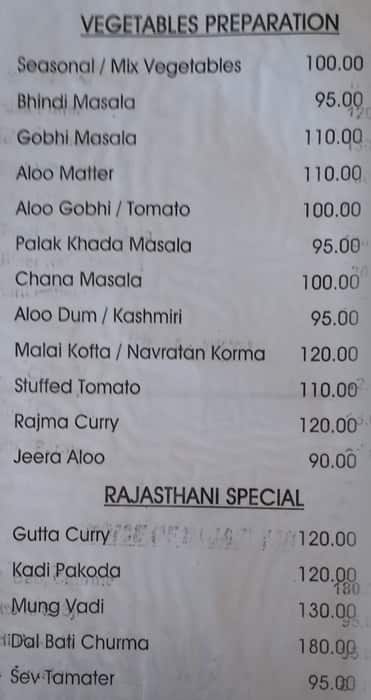 VEGETABLES PREPARATION
Seasonal / Mix Vegetables 100.00
Bhindi Masala 95.00
Gobhi Masala 110.00
Aloo Matter 110.00
Aloo Gobhi / Tomato 100.00
Palak Khada Masala 95.00
Chana Masala 100.00
Aloo Dum / Kashmiri 95.00
Malai Kofta / Navratan Korma 120.00
Stuffed Tomato 110.00
Rajma Curry 120.00
Jeera Aloo 90.00
RAJASTHANI SPECIAL
Gutta Curry 120.00
Kadi Pakoda 120.00
180
Mung Vadi 130.00
Dal Bati Churma 180.00
Sev Tamater 95.00